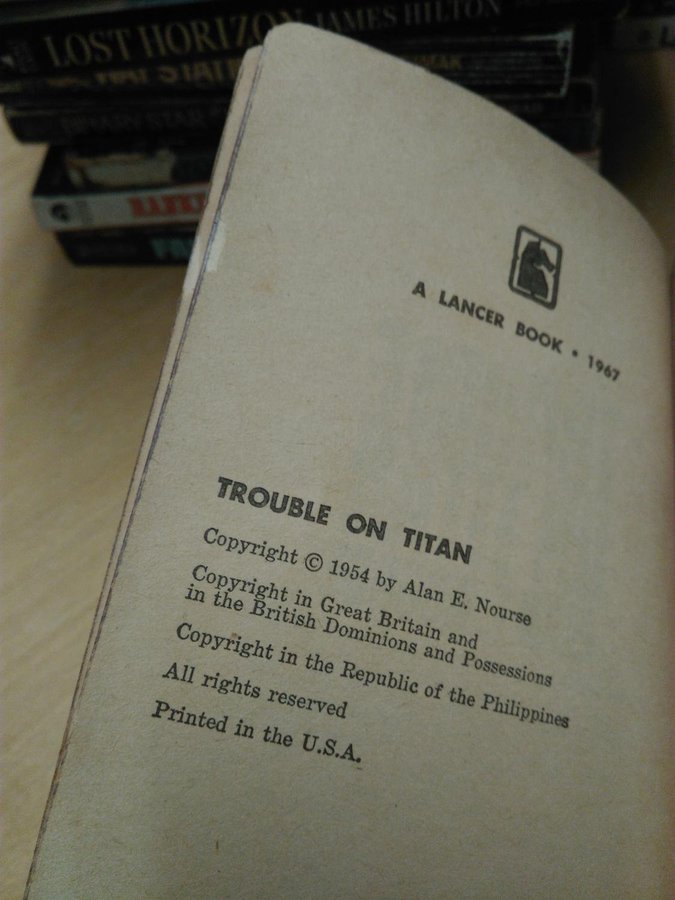 LOST HORIZON JAMES HILTON
A LANCER BOOK • 1967
TROUBLE ON TITAN
Copyright © 1954 by Alan E. Nourse
Copyright in Great Britain and
in the British Dominions and Possessions
Copyright in the Republic of the Philippines
All rights reserved
Printed in the U.S.A.